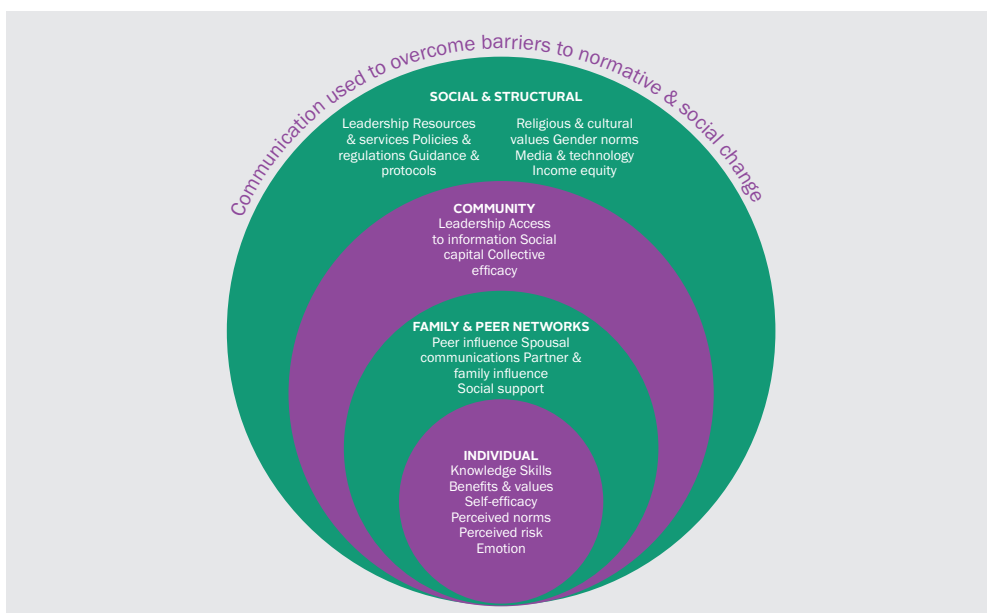 Communication used to overcome barriers to normative & social change
SOCIAL & STRUCTURAL
Leadership Resources
& services Policies &
regulations Guidance &
protocols
Religious & cultural
values Gender norms
Media & technology
Income equity
COMMUNITY
Leadership Access
to information Social
capital Collective
efficacy
FAMILY & PEER NETWORKS
Peer influence Spousal
communications Partner &
family influence
Social support
INDIVIDUAL
Knowledge Skills
Benefits & values
Self-efficacy
Perceived norms
Perceived risk
Emotion